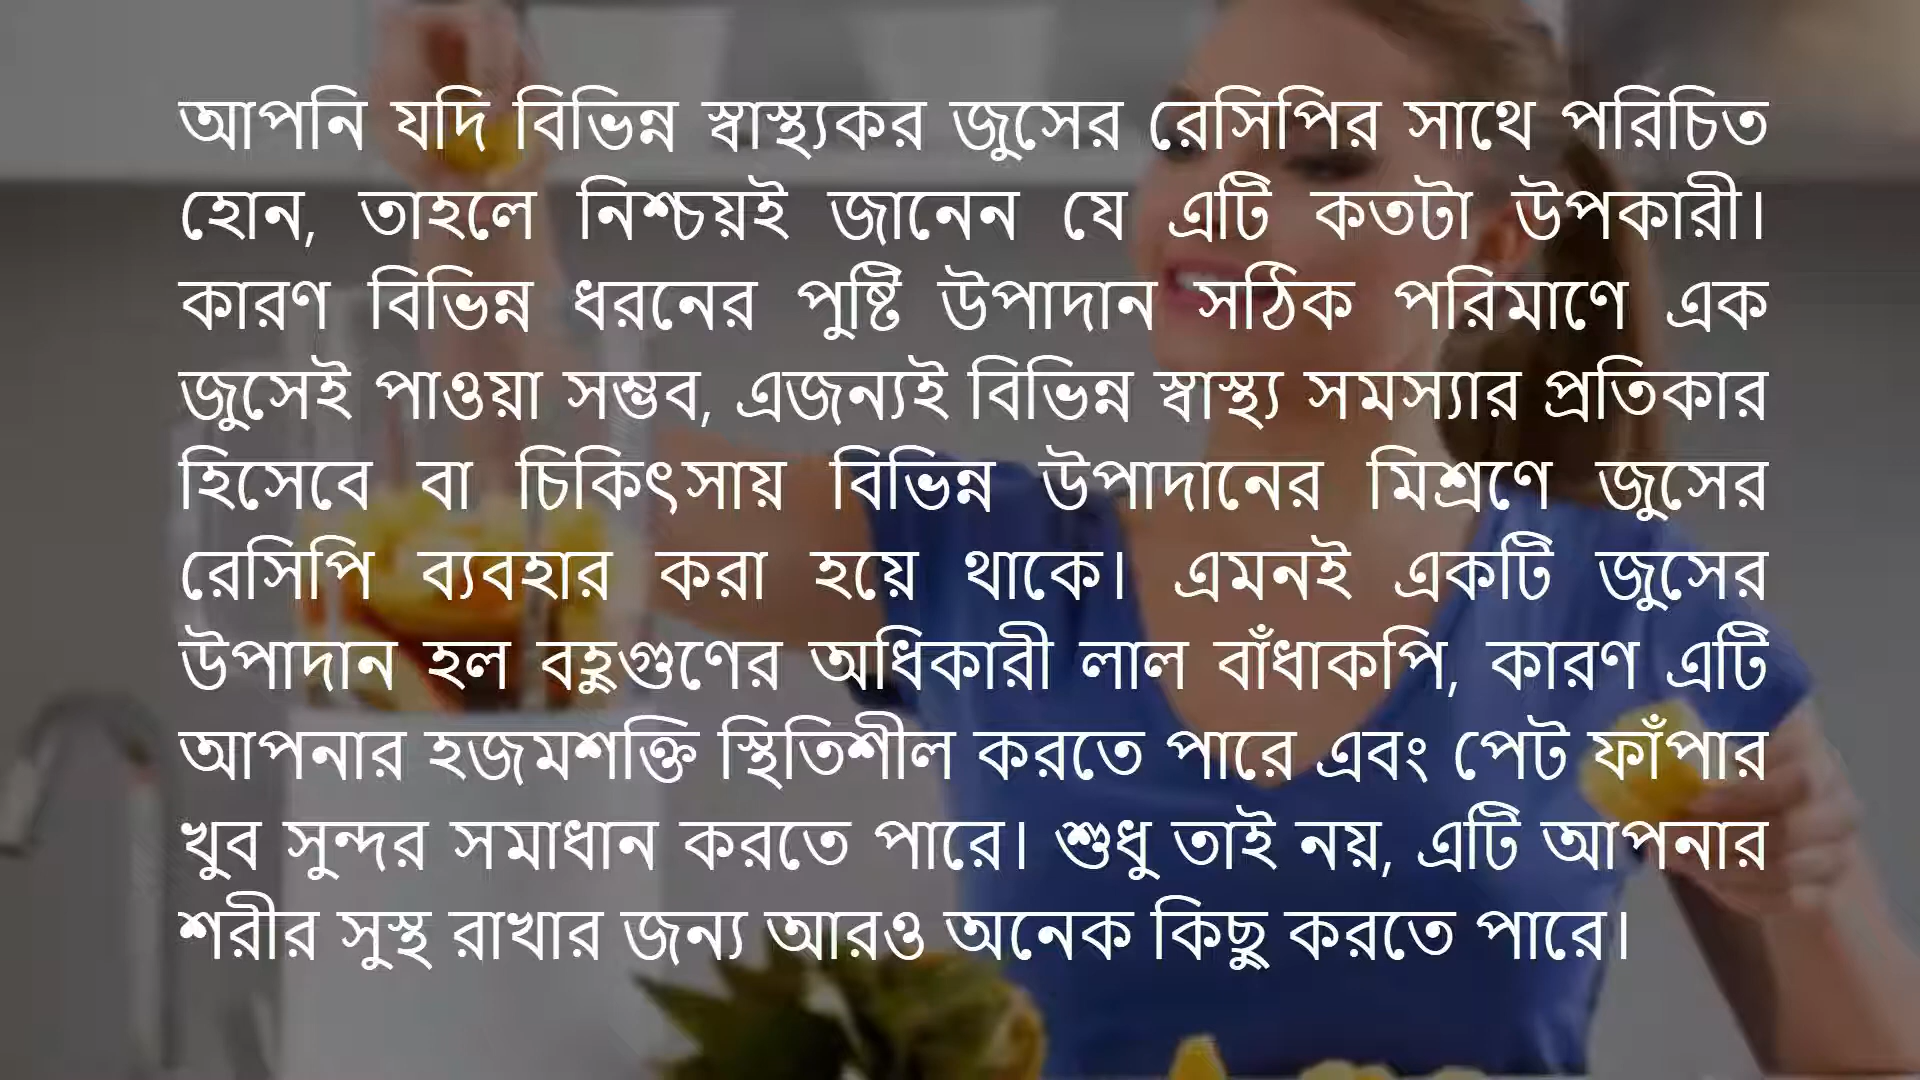 আপনি যদি বিভিন্ন স্বাস্থ্যকর জুসের রেসিপির সাথে পরিচিত
হোন, তাহলে নিশ্চয়ই জানেন যে এটি কতটা উপকারী।
কারণ বিভিন্ন ধরনের পুষ্টি উপাদান সঠিক পরিমাণে এক
জুসেই পাওয়া সম্ভব, এজন্যই বিভিন্ন স্বাস্থ্য সমস্যার প্রতিকার
হিসেবে বা চিকিৎসায় বিভিন্ন উপাদানের মিশ্রণে জুসের
রেসিপি ব্যবহার করা হয়ে থাকে। এমনই একটি জুসের
উপাদান হল বহুগুণের অধিকারী লাল বাঁধাকপি, কারণ এটি
আপনার হজমশক্তি স্থিতিশীল করতে পারে এবং পেট ফাঁপার
খুব সুন্দর সমাধান করতে পারে। শুধু তাই নয়, এটি আপনার
শরীর সুস্থ রাখার জন্য আরও অনেক কিছু করতে পারে।